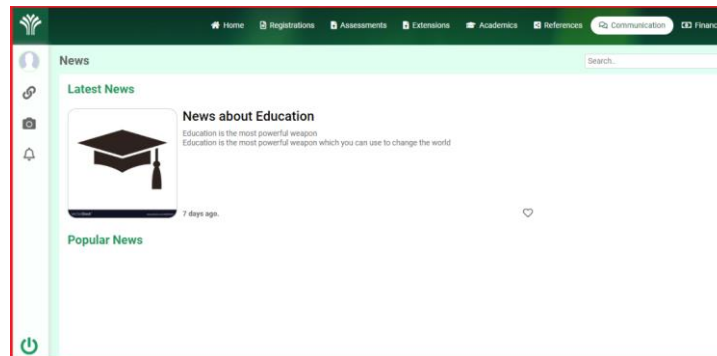 Home Registrations Assessments Extensions Academics References Communication Financ
News
Search..
Latest News
News about Education
Education is the most powerful weapon
Education is the most powerful weapon which you can use to change the world
7 days ago.
Popular News